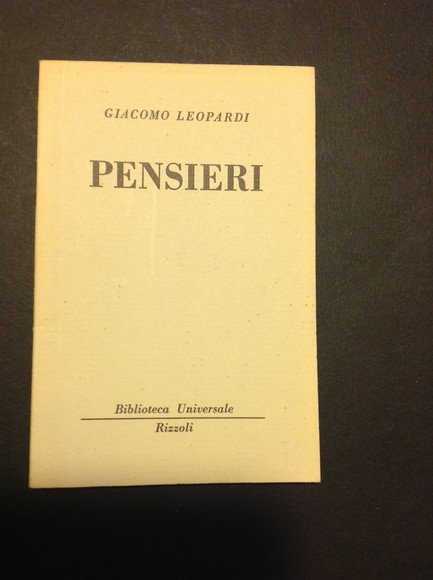 GIACOMO LEOPARDI
PENSIERI
Biblioteca Universale
Rizzoli